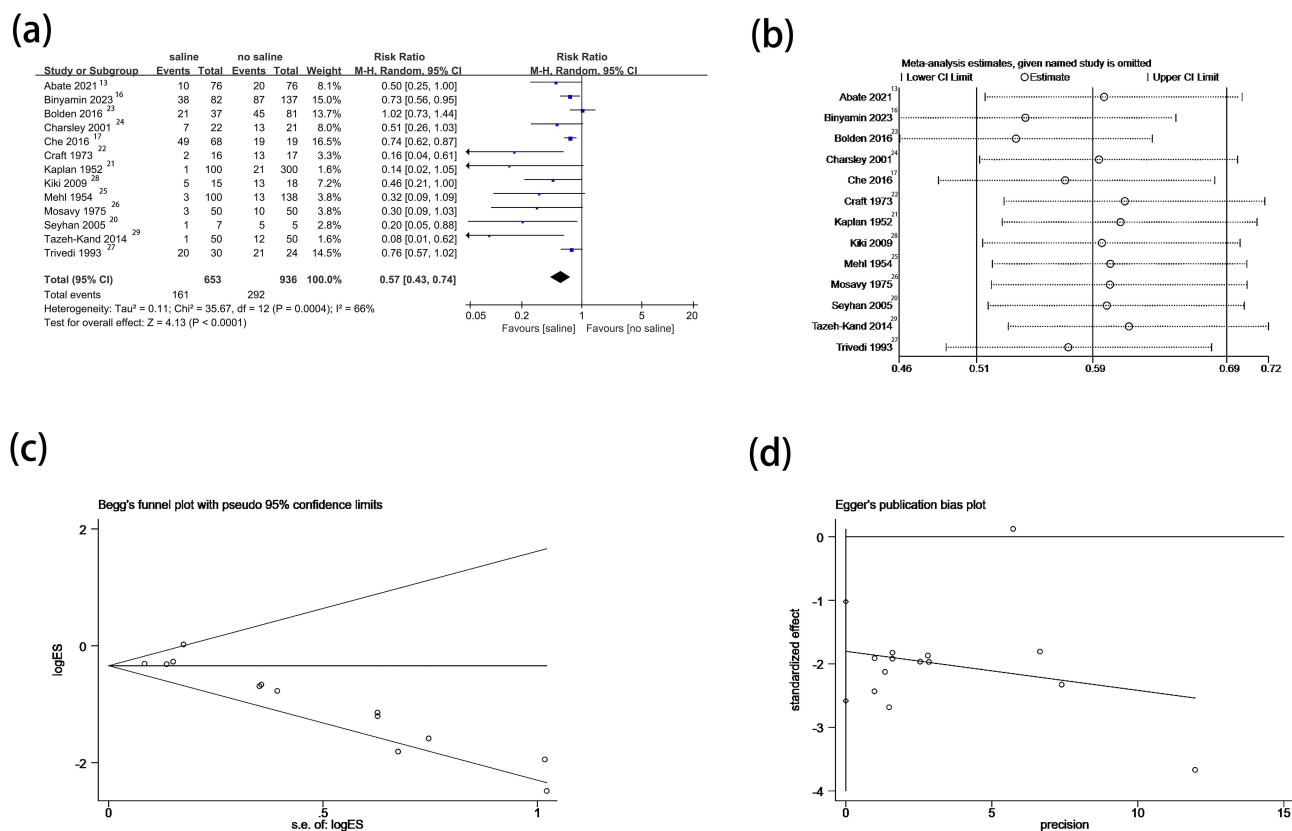 (a)
saline no saline Risk Ratio Risk Ratio
Study or Subgroup Events Total Events Total Weight M-H. Random. 95% CI M-H. Random. 95% CI
Abate 2021 13 10 76 20 76 8.1% 0.50 [0.25, 1.00]
Binyamin 2023 16 38 82 87 137 15.0% 0.73 [0.56, 0.95]
Bolden 2016 23 21 37 45 81 13.7% 1.02 [0.73, 1.44]
Charsley 2001 24 7 22 13 21 8.0% 0.51 [0.26, 1.03]
Che 2016 17 49 68 19 19 16.5% 0.74 [0.62, 0.87]
Craft 1973 22 2 16 13 17 3.3% 0.16 [0.04, 0.61]
Kaplan 1952 21 1 100 21 300 1.6% 0.14 [0.02, 1.05]
Kiki 2009 28 5 15 13 18 7.2% 0.46 [0.21, 1.00]
Mehl 1954 25 3 100 13 138 3.8% 0.32 [0.09, 1.09]
Mosavy 1975 26 3 50 10 50 3.8% 0.30 [0.09, 1.03]
Seyhan 2005 20 1 7 5 5 2.8% 0.20 [0.05, 0.88]
Tazeh-Kand 2014 29 1 50 12 50 1.6% 0.08 [0.01, 0.62]
Trivedi 1993 27 20 30 21 24 14.5% 0.76 [0.57, 1.02]
Total (95% CI) 653 936 100.0% 0.57 [0.43, 0.74]
Total events 161 292
Heterogeneity: Tau² = 0.11; Chi² = 35.67, df = 12 (P = 0.0004); I² = 66%
Test for overall effect: Z = 4.13 (P < 0.0001)
0.05 0.2 1 5 20
Favours [saline] Favours [no saline]
(b)
Meta-analysis estimates, given named study is omitted
Lower CI Limit Estimate Upper CI Limit
Abate 2021 13
Binyamin 2023 16
Bolden 2016 23
Charsley 2001 24
Che 2016 17
Craft 1973 22
Kaplan 1952 21
Kiki 2009 28
Mehl 1954 25
Mosavy 1975 26
Seyhan 2005 20
Tazeh-Kand 2014 29
Trivedi 1993 27
0.46 0.51 0.59 0.69 0.72
(c)
Begg's funnel plot with pseudo 95% confidence limits
2
0
-2
logES
0 .5 1
s.e. of: logES
(d)
Egger's publication bias plot
0
-1
-2
-3
-4
standardized effect
0 5 10 15
precision